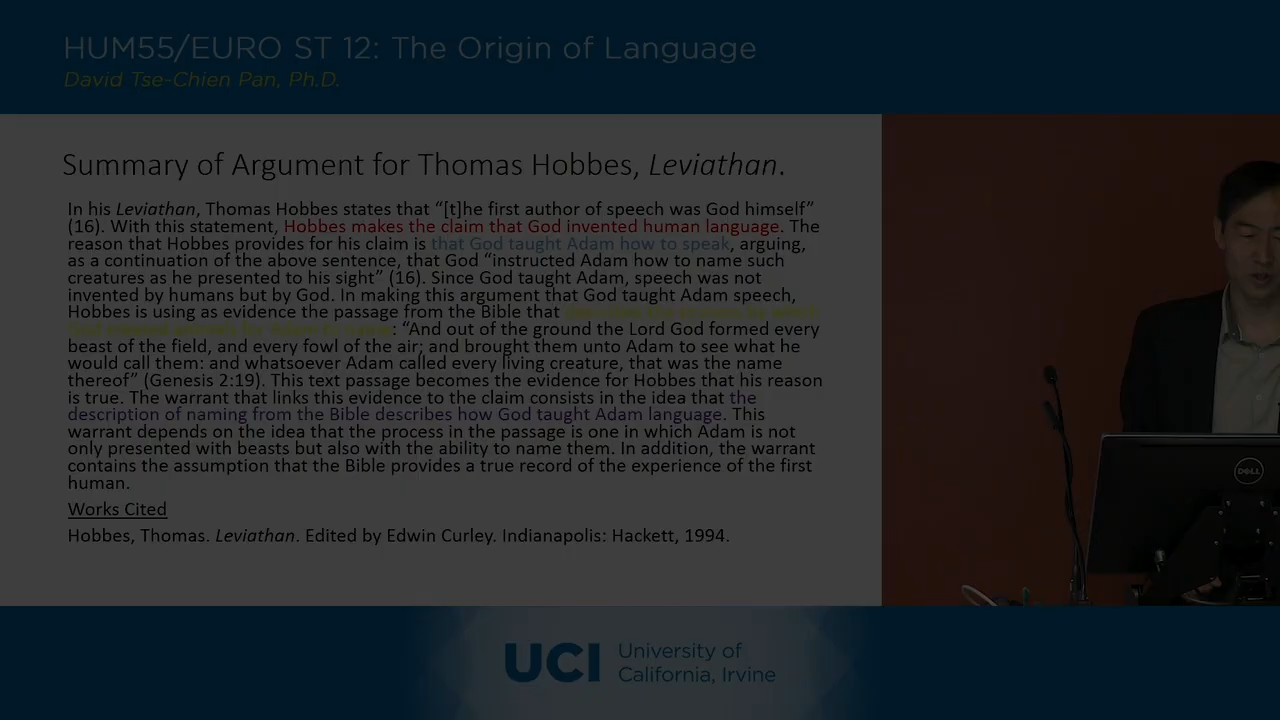 HUM55/EURO ST 12: The Origin of Language
David Tse-Chien Pan, Ph.D.
Summary of Argument for Thomas Hobbes, Leviathan.
In his Leviathan, Thomas Hobbes states that “[t]he first author of speech was God himself”
(16). With this statement, Hobbes makes the claim that God invented human language. The
reason that Hobbes provides for his claim is that God taught Adam how to speak, arguing,
as a continuation of the above sentence, that God “instructed Adam how to name such
creatures as he presented to his sight” (16). Since God taught Adam, speech was not
invented by humans but by God. In making this argument that God taught Adam speech,
Hobbes is using as evidence the passage from the Bible that
: “And out of the ground the Lord God formed every
beast of the field, and every fowl of the air; and brought them unto Adam to see what he
would call them: and whatsoever Adam called every living creature, that was the name
thereof” (Genesis 2:19). This text passage becomes the evidence for Hobbes that his reason
is true. The warrant that links this evidence to the claim consists in the idea that the
description of naming from the Bible describes how God taught Adam language. This
warrant depends on the idea that the process in the passage is one in which Adam is not
only presented with beasts but also with the ability to name them. In addition, the warrant
contains the assumption that the Bible provides a true record of the experience of the first
human.
Works Cited
Hobbes, Thomas. Leviathan. Edited by Edwin Curley. Indianapolis: Hackett, 1994.
DELL
UCI University of
California, Irvine